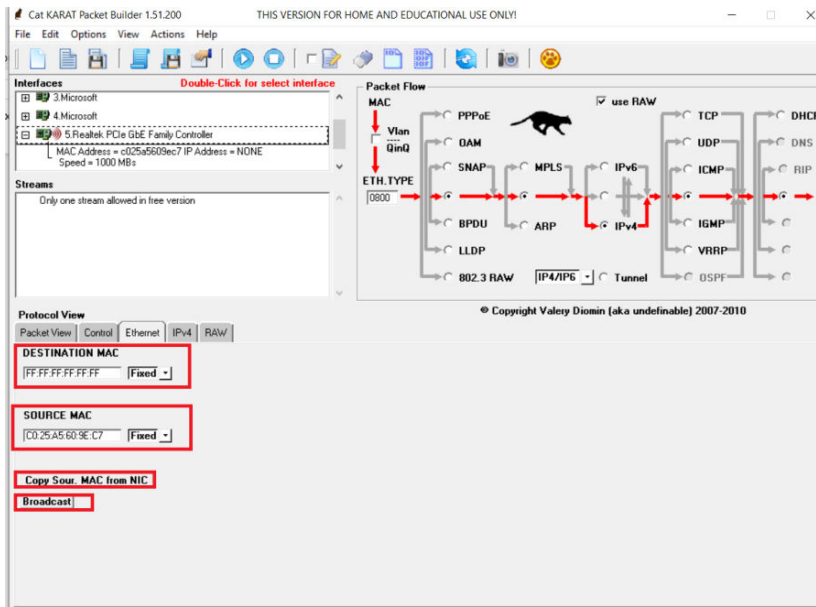 Cat KARAT Packet Builder 1.51.200 THIS VERSION FOR HOME AND EDUCATIONAL USE ONLY!
File Edit Options View Actions Help
Interfaces Double-Click for select interface
3.Microsoft
4.Microsoft
5.Realtek PCIe GbE Family Controller
MAC Address = c025a5609ec7 IP Address = NONE
Speed = 1000 MBs
Streams
Only one stream allowed in free version
Packet Flow
MAC
use RAW
Vlan
QinQ
ETH.TYPE
0800
PPPoE
OAM
SNAP
BPDU
LLDP
802.3 RAW
MPLS
ARP
IP4/IP6
IPv6
IPv4
Tunnel
TCP
UDP
ICMP
IGMP
VRRP
OSPF
DHCP
DNS
RIP
© Copyright Valery Diomin (aka undefinable) 2007-2010
Protocol View
Packet View Control Ethernet IPv4 RAW
DESTINATION MAC
FF:FF:FF:FF:FF:FF Fixed
SOURCE MAC
C0:25:A5:60:9E:C7 Fixed
Copy Sour. MAC from NIC
Broadcast